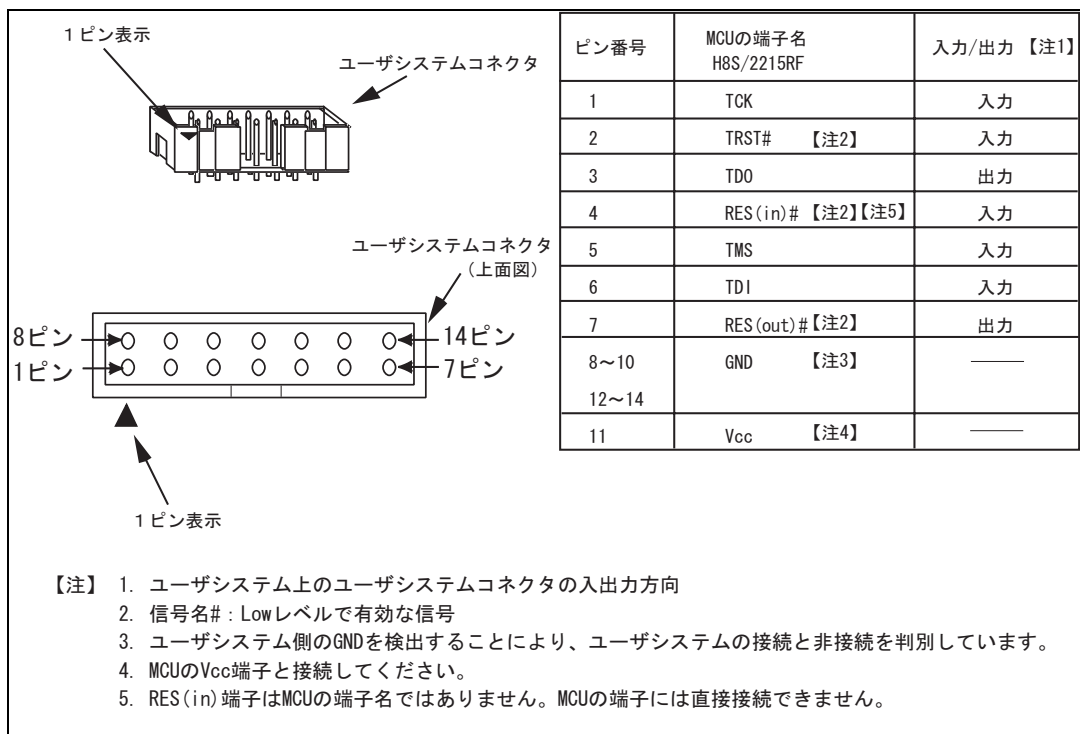 1ピン表示
ユーザシステムコネクタ
ユーザシステムコネクタ
(上面図)
8ピン
14ピン
1ピン
7ピン
1ピン表示
ピン番号 MCUの端子名 H8S/2215RF 入力/出力 【注1】
1 TCK 入力
2 TRST# 【注2】 入力
3 TDO 出力
4 RES(in)# 【注2】【注5】 入力
5 TMS 入力
6 TDI 入力
7 RES(out)#【注2】 出力
8~10 GND 【注3】 ———
12~14
11 Vcc 【注4】 ———
【注】 1. ユーザシステム上のユーザシステムコネクタの入出力方向
2. 信号名#:Lowレベルで有効な信号
3. ユーザシステム側のGNDを検出することにより、ユーザシステムの接続と非接続を判別しています。
4. MCUのVcc端子と接続してください。
5. RES(in)端子はMCUの端子名ではありません。MCUの端子には直接接続できません。